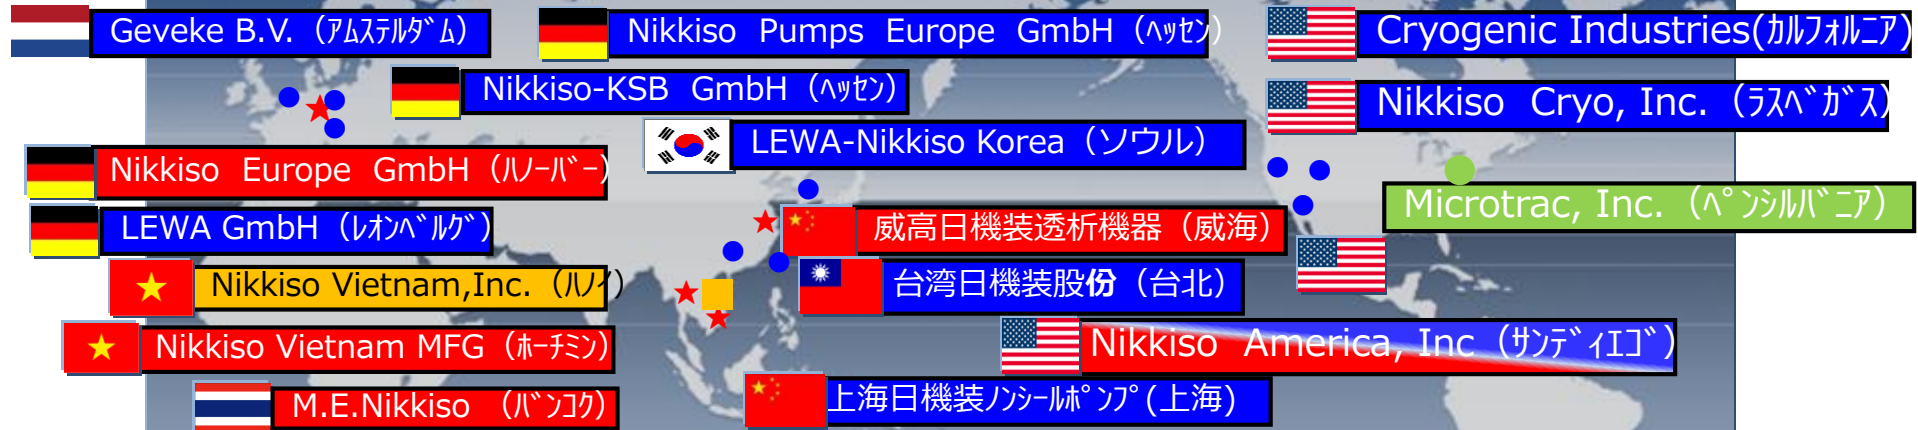 Geveke B.V.（ｱﾑｽﾃﾙﾀﾞﾑ）
Nikkiso Pumps Europe GmbH（ﾍｯｾﾝ）
Cryogenic Industries(ｶﾙﾌｫﾙﾆｱ)
Nikkiso-KSB GmbH（ﾍｯｾﾝ）
Nikkiso Cryo, Inc.（ﾗｽﾍﾞｶﾞｽ）
LEWA-Nikkiso Korea（ソウル）
Nikkiso Europe GmbH（ﾊﾉｰﾊﾞｰ）
Microtrac, Inc.（ﾍﾟﾝｼﾙﾊﾞﾆｱ）
LEWA GmbH（ﾚｵﾝﾍﾞﾙｸﾞ）
威高日機装透析機器（威海）
Nikkiso Vietnam,Inc.（ﾊﾉｲ）
台湾日機装股份（台北）
Nikkiso Vietnam MFG（ﾎｰﾁﾐﾝ）
Nikkiso America, Inc（ｻﾝﾃﾞｨｴｺﾞ）
M.E.Nikkiso（ﾊﾞﾝｺｸ）
上海日機装ﾉﾝｼｰﾙﾎﾟﾝﾌﾟ(上海)